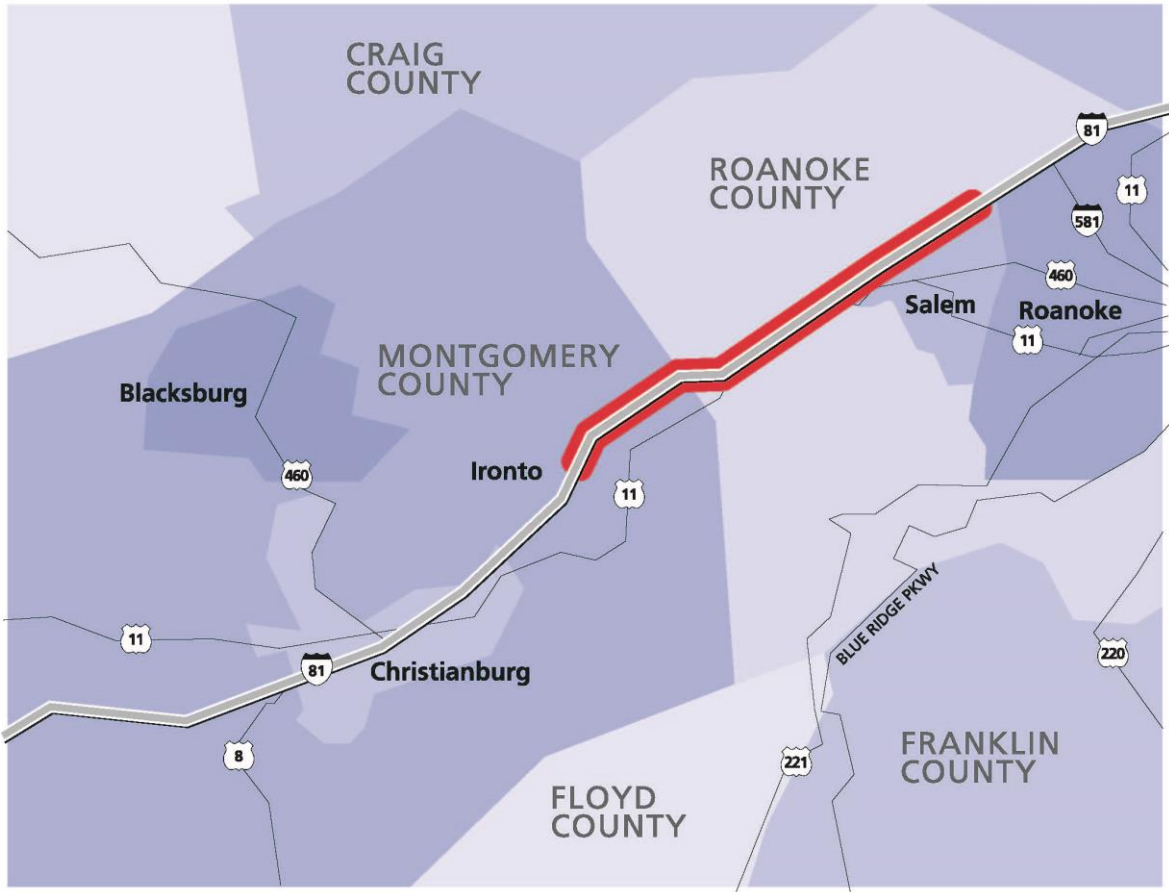 CRAIG
COUNTY
81
ROANOKE
COUNTY
11
581
460
Salem
Roanoke
11
MONTGOMERY
COUNTY
Blacksburg
Ironto
460
11
BLUE RIDGE PKWY
11
81
Christianburg
220
8
221
FRANKLIN
COUNTY
FLOYD
COUNTY